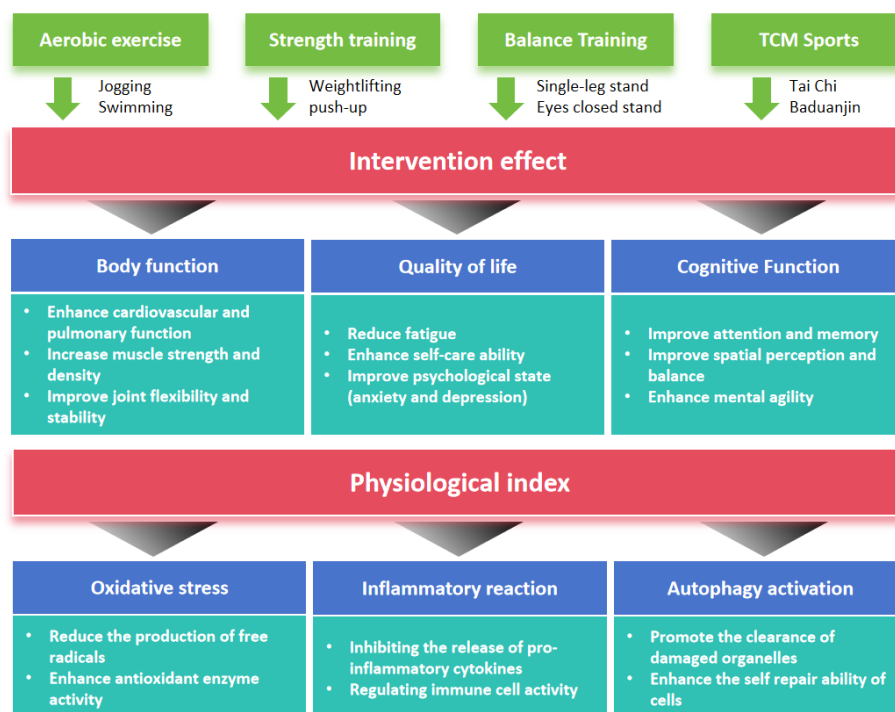 Aerobic exercise
Strength training
Balance Training
TCM Sports
Jogging
Swimming
Weightlifting
push-up
Single-leg stand
Eyes closed stand
Tai Chi
Baduanjin
Intervention effect
Body function
• Enhance cardiovascular and
pulmonary function
• Increase muscle strength and
density
• Improve joint flexibility and
stability
Quality of life
• Reduce fatigue
• Enhance self-care ability
• Improve psychological state
(anxiety and depression)
Cognitive Function
• Improve attention and memory
• Improve spatial perception and
balance
• Enhance mental agility
Physiological index
Oxidative stress
• Reduce the production of free
radicals
• Enhance antioxidant enzyme
activity
Inflammatory reaction
• Inhibiting the release of pro-
inflammatory cytokines
• Regulating immune cell activity
Autophagy activation
• Promote the clearance of
damaged organelles
• Enhance the self repair ability of
cells